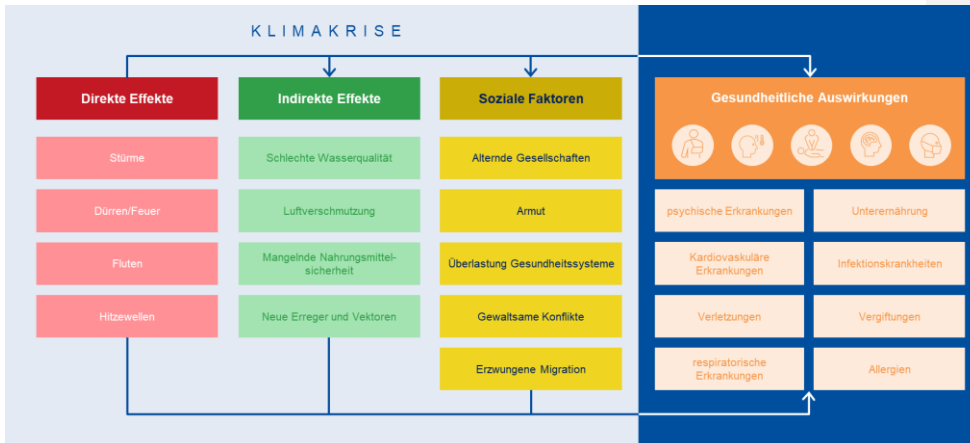 KLIMAKRISE
Direkte Effekte
Stürme
Dürren/Feuer
Fluten
Hitzewellen
Indirekte Effekte
Schlechte Wasserqualität
Luftverschmutzung
Mangelnde Nahrungsmittel-
sicherheit
Neue Erreger und Vektoren
Soziale Faktoren
Alternde Gesellschaften
Armut
Überlastung Gesundheitssysteme
Gewaltsame Konflikte
Erzwungene Migration
Gesundheitliche Auswirkungen
psychische Erkrankungen
Unterernährung
Kardiovaskuläre
Erkrankungen
Infektionskrankheiten
Verletzungen
Vergiftungen
respiratorische
Erkrankungen
Allergien